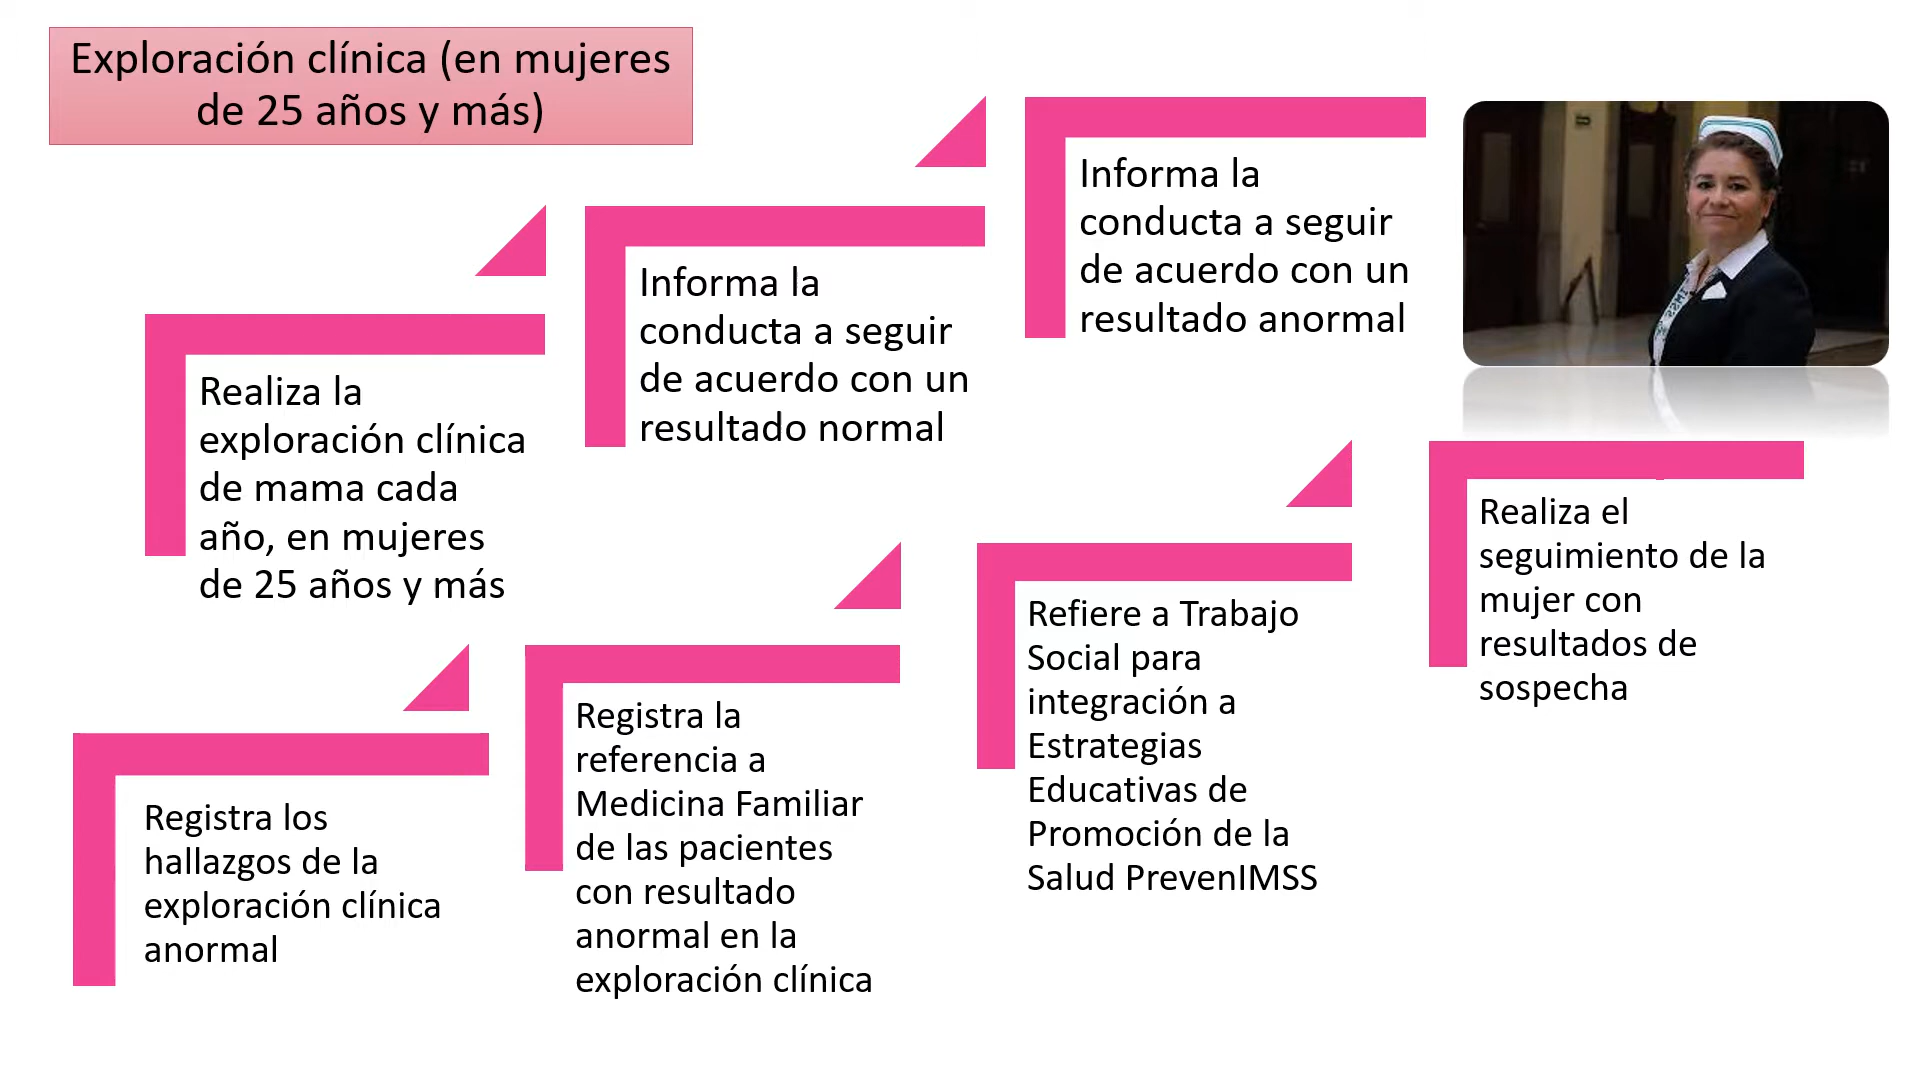 Exploración clínica (en mujeres
de 25 años y más)
Realiza la
exploración clínica
de mama cada
año, en mujeres
de 25 años y más
Informa la
conducta a seguir
de acuerdo con un
resultado normal
Informa la
conducta a seguir
de acuerdo con un
resultado anormal
Registra los
hallazgos de la
exploración clínica
anormal
Registra la
referencia a
Medicina Familiar
de las pacientes
con resultado
anormal en la
exploración clínica
Refiere a Trabajo
Social para
integración a
Estrategias
Educativas de
Promoción de la
Salud PrevenIMSS
Realiza el
seguimiento de la
mujer con
resultados de
sospecha